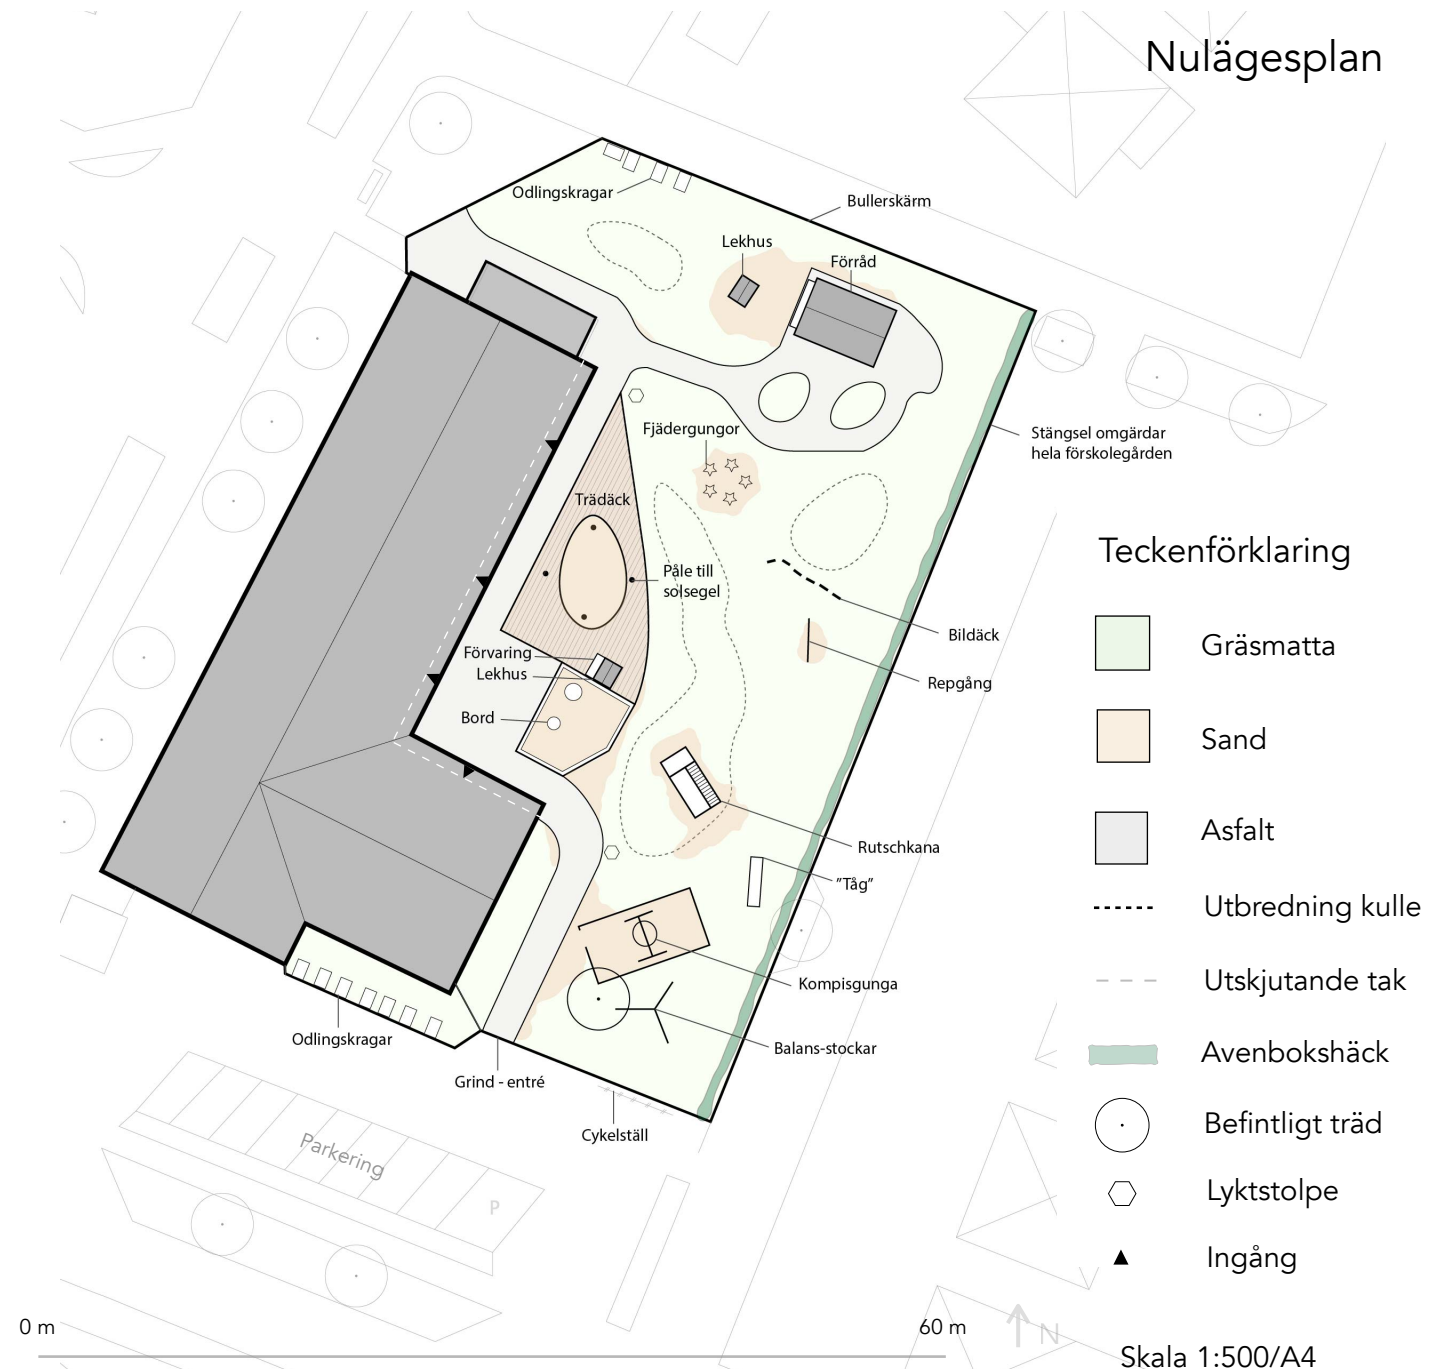 Nulägesplan
Odlingskragar
Bullerskärm
Lekhus
Förråd
Fjädergungor
Stängsel omgärdar
hela förskolegården
Trädäck
Påle till
solsegel
Bildäck
Förvaring
Lekhus
Repgång
Bord
Rutschkana
”Tåg”
Kompisgunga
Odlingskragar
Balans-stockar
Grind - entré
Cykelställ
Parkering
P
Teckenförklaring
Gräsmatta
Sand
Asfalt
Utbredning kulle
Utskjutande tak
Avenbokshäck
Befintligt träd
Lyktstolpe
Ingång
0 m
60 m
N
Skala 1:500/A4